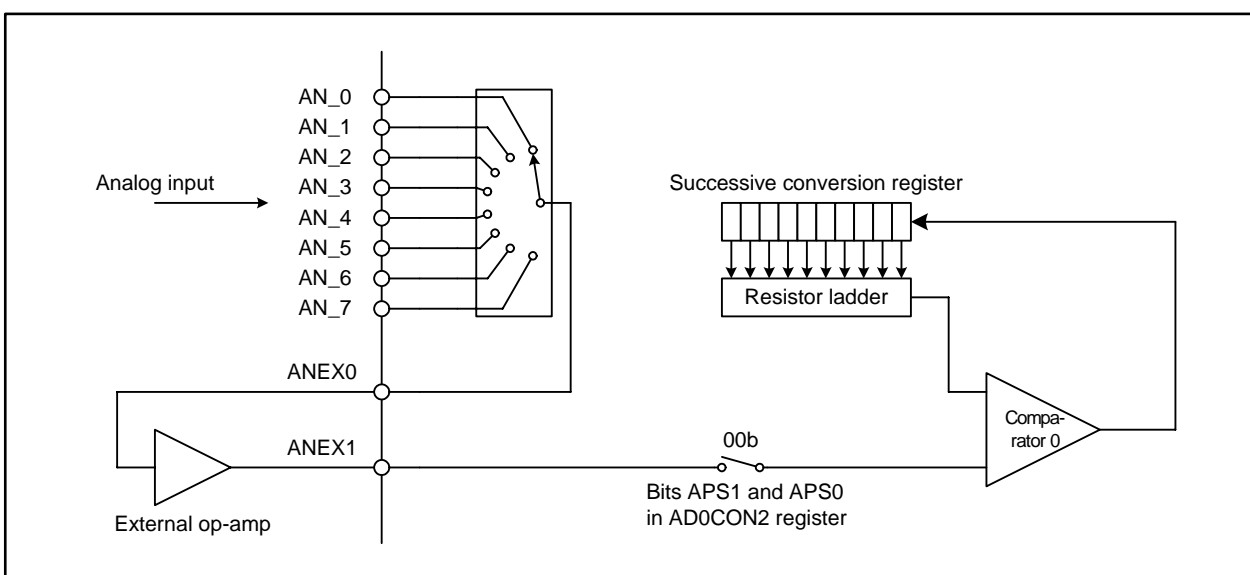 AN_0
AN_1
AN_2
AN_3
AN_4
AN_5
AN_6
AN_7
Analog input
Successive conversion register
Resistor ladder
ANEX0
ANEX1
External op-amp
00b
Bits APS1 and APS0
in AD0CON2 register
Compa-
rator 0